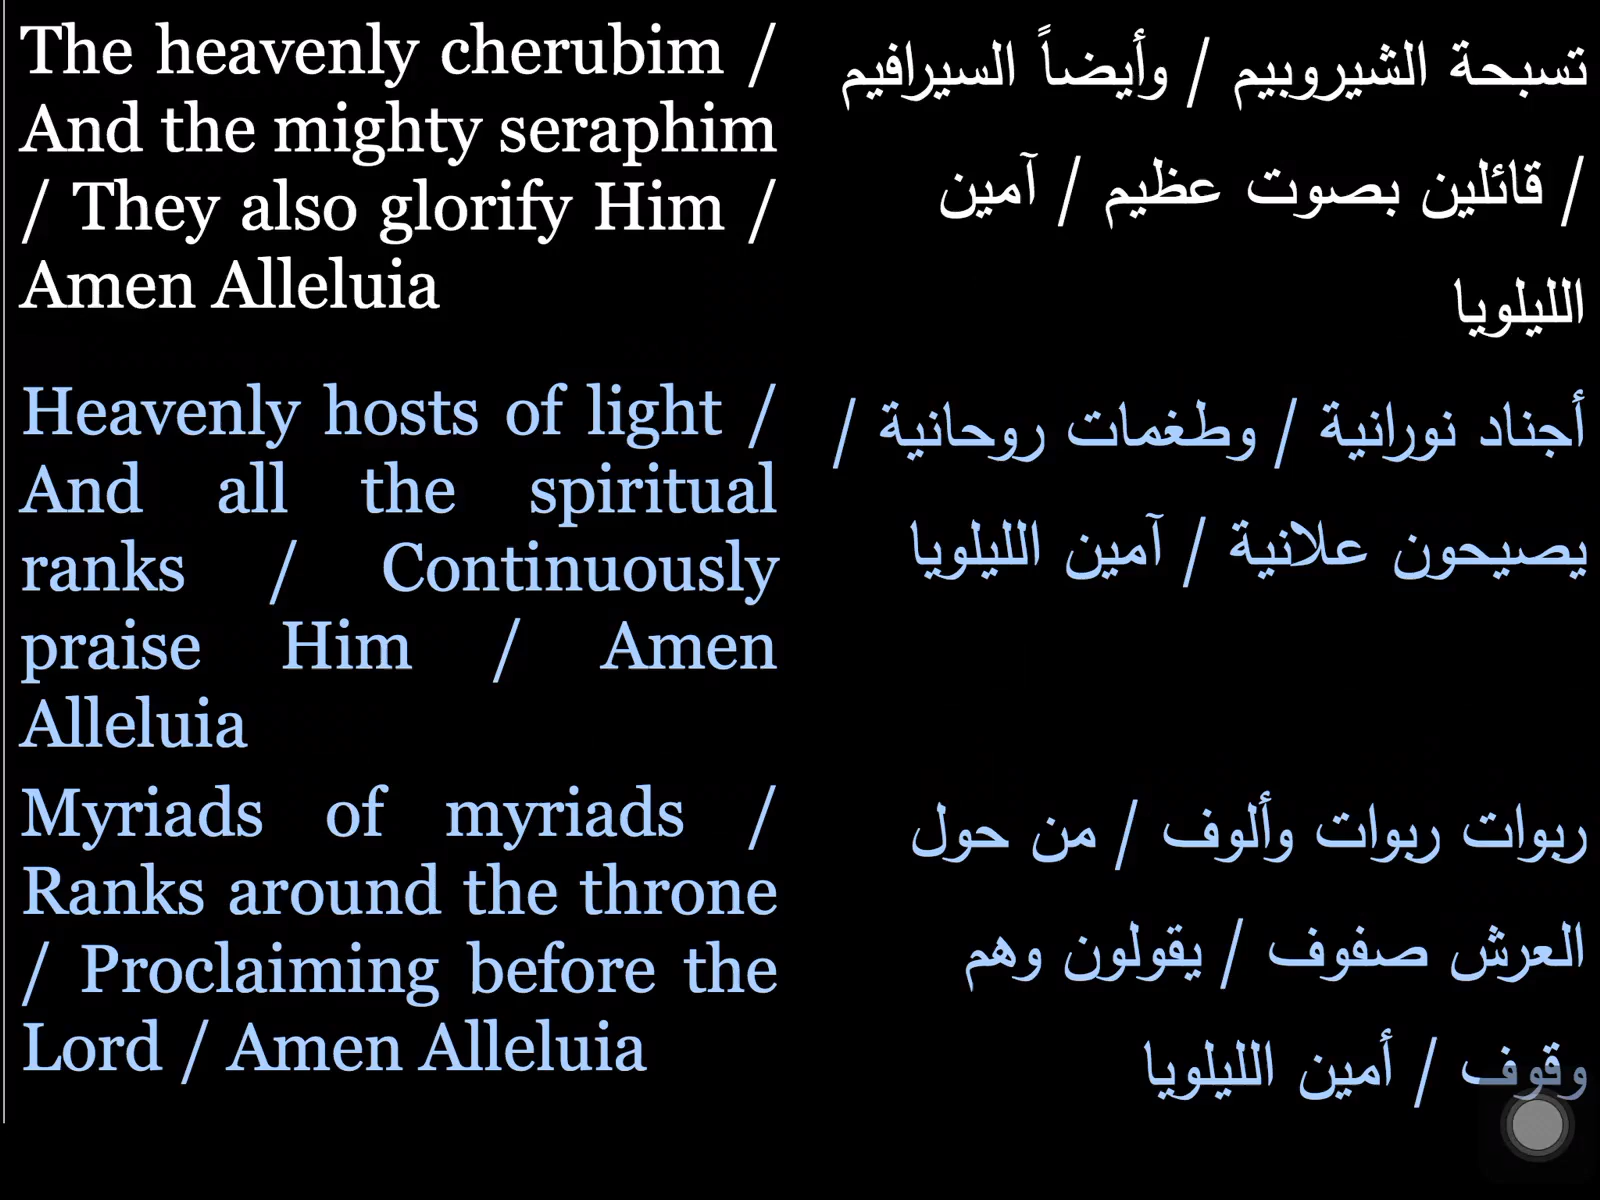 The heavenly cherubim /
And the mighty seraphim
/ They also glorify Him /
Amen Alleluia
تسبحة الشيروبيم / وأيضاً السيرافيم
/ قائلين بصوت عظيم / آمين
الليلويا
Heavenly hosts of light /
And all the spiritual
ranks / Continuously
praise Him / Amen
Alleluia
أجناد نورانية / وطغمات روحانية /
يصيحون علانية / آمين الليلويا
Myriads of myriads /
Ranks around the throne
/ Proclaiming before the
Lord / Amen Alleluia
ربوات ربوات وألوف / من حول
العرش صفوف / يقولون وهم
وقوف / أمين الليلويا